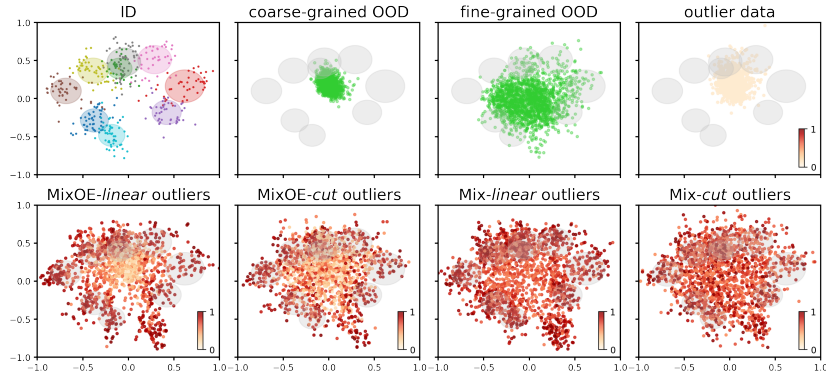 ID coarse-grained OOD fine-grained OOD outlier data
1.0
0.5
0.0
−0.5
−1.0
1
0
MixOE-linear outliers MixOE-cut outliers Mix-linear outliers Mix-cut outliers
1.0
0.5
0.0
−0.5
−1.0
1 1 1 1
0 0 0 0
−1.0 −0.5 0.0 0.5 1.0 −1.0 −0.5 0.0 0.5 1.0 −1.0 −0.5 0.0 0.5 1.0 −1.0 −0.5 0.0 0.5 1.0